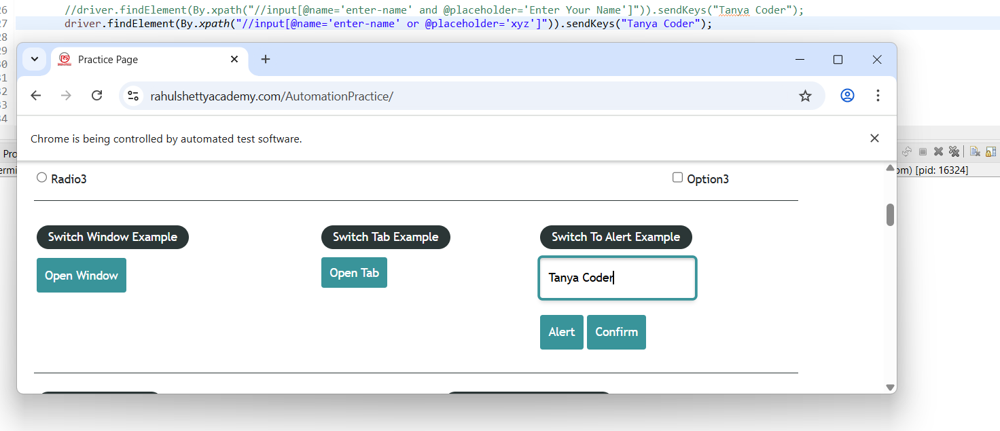 26 //driver.findElement(By.xpath("//input[@name='enter-name' and @placeholder='Enter Your Name']")).sendKeys("Tanya Coder");
27 driver.findElement(By.xpath("//input[@name='enter-name' or @placeholder='xyz']")).sendKeys("Tanya Coder");
28
29
30
31
32
33
34
Practice Page
rahulshettyacademy.com/AutomationPractice/
Chrome is being controlled by automated test software.
Pro
ermi
om) [pid: 16324]
Radio3 Option3
Switch Window Example Switch Tab Example Switch To Alert Example
Open Window Open Tab Tanya Coder
Alert Confirm